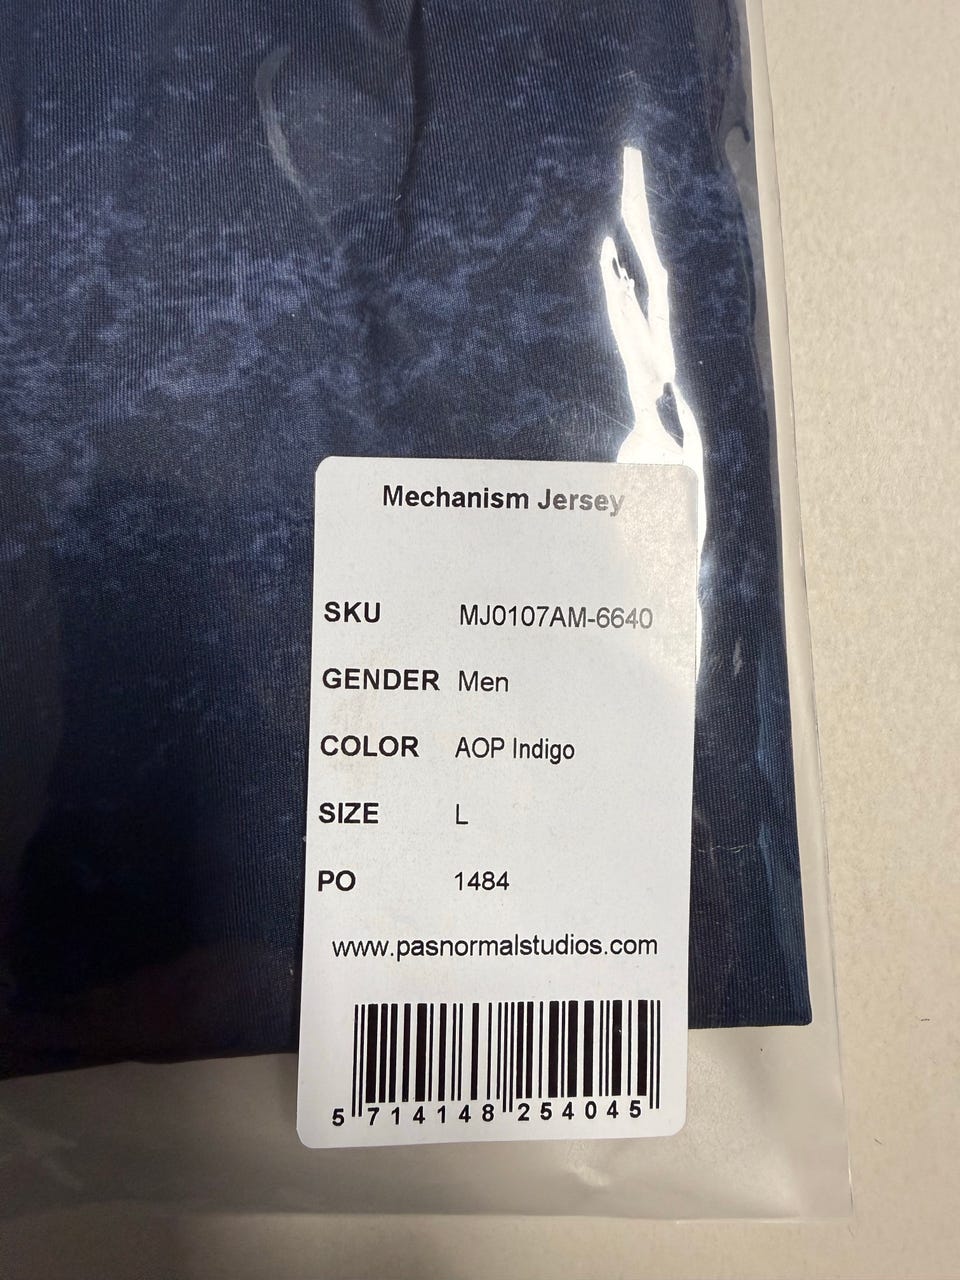 Mechanism Jersey
SKU MJ0107AM-6640
GENDER Men
COLOR AOP Indigo
SIZE L
PO 1484
www.pasnormalstudios.com
5 714148 254045